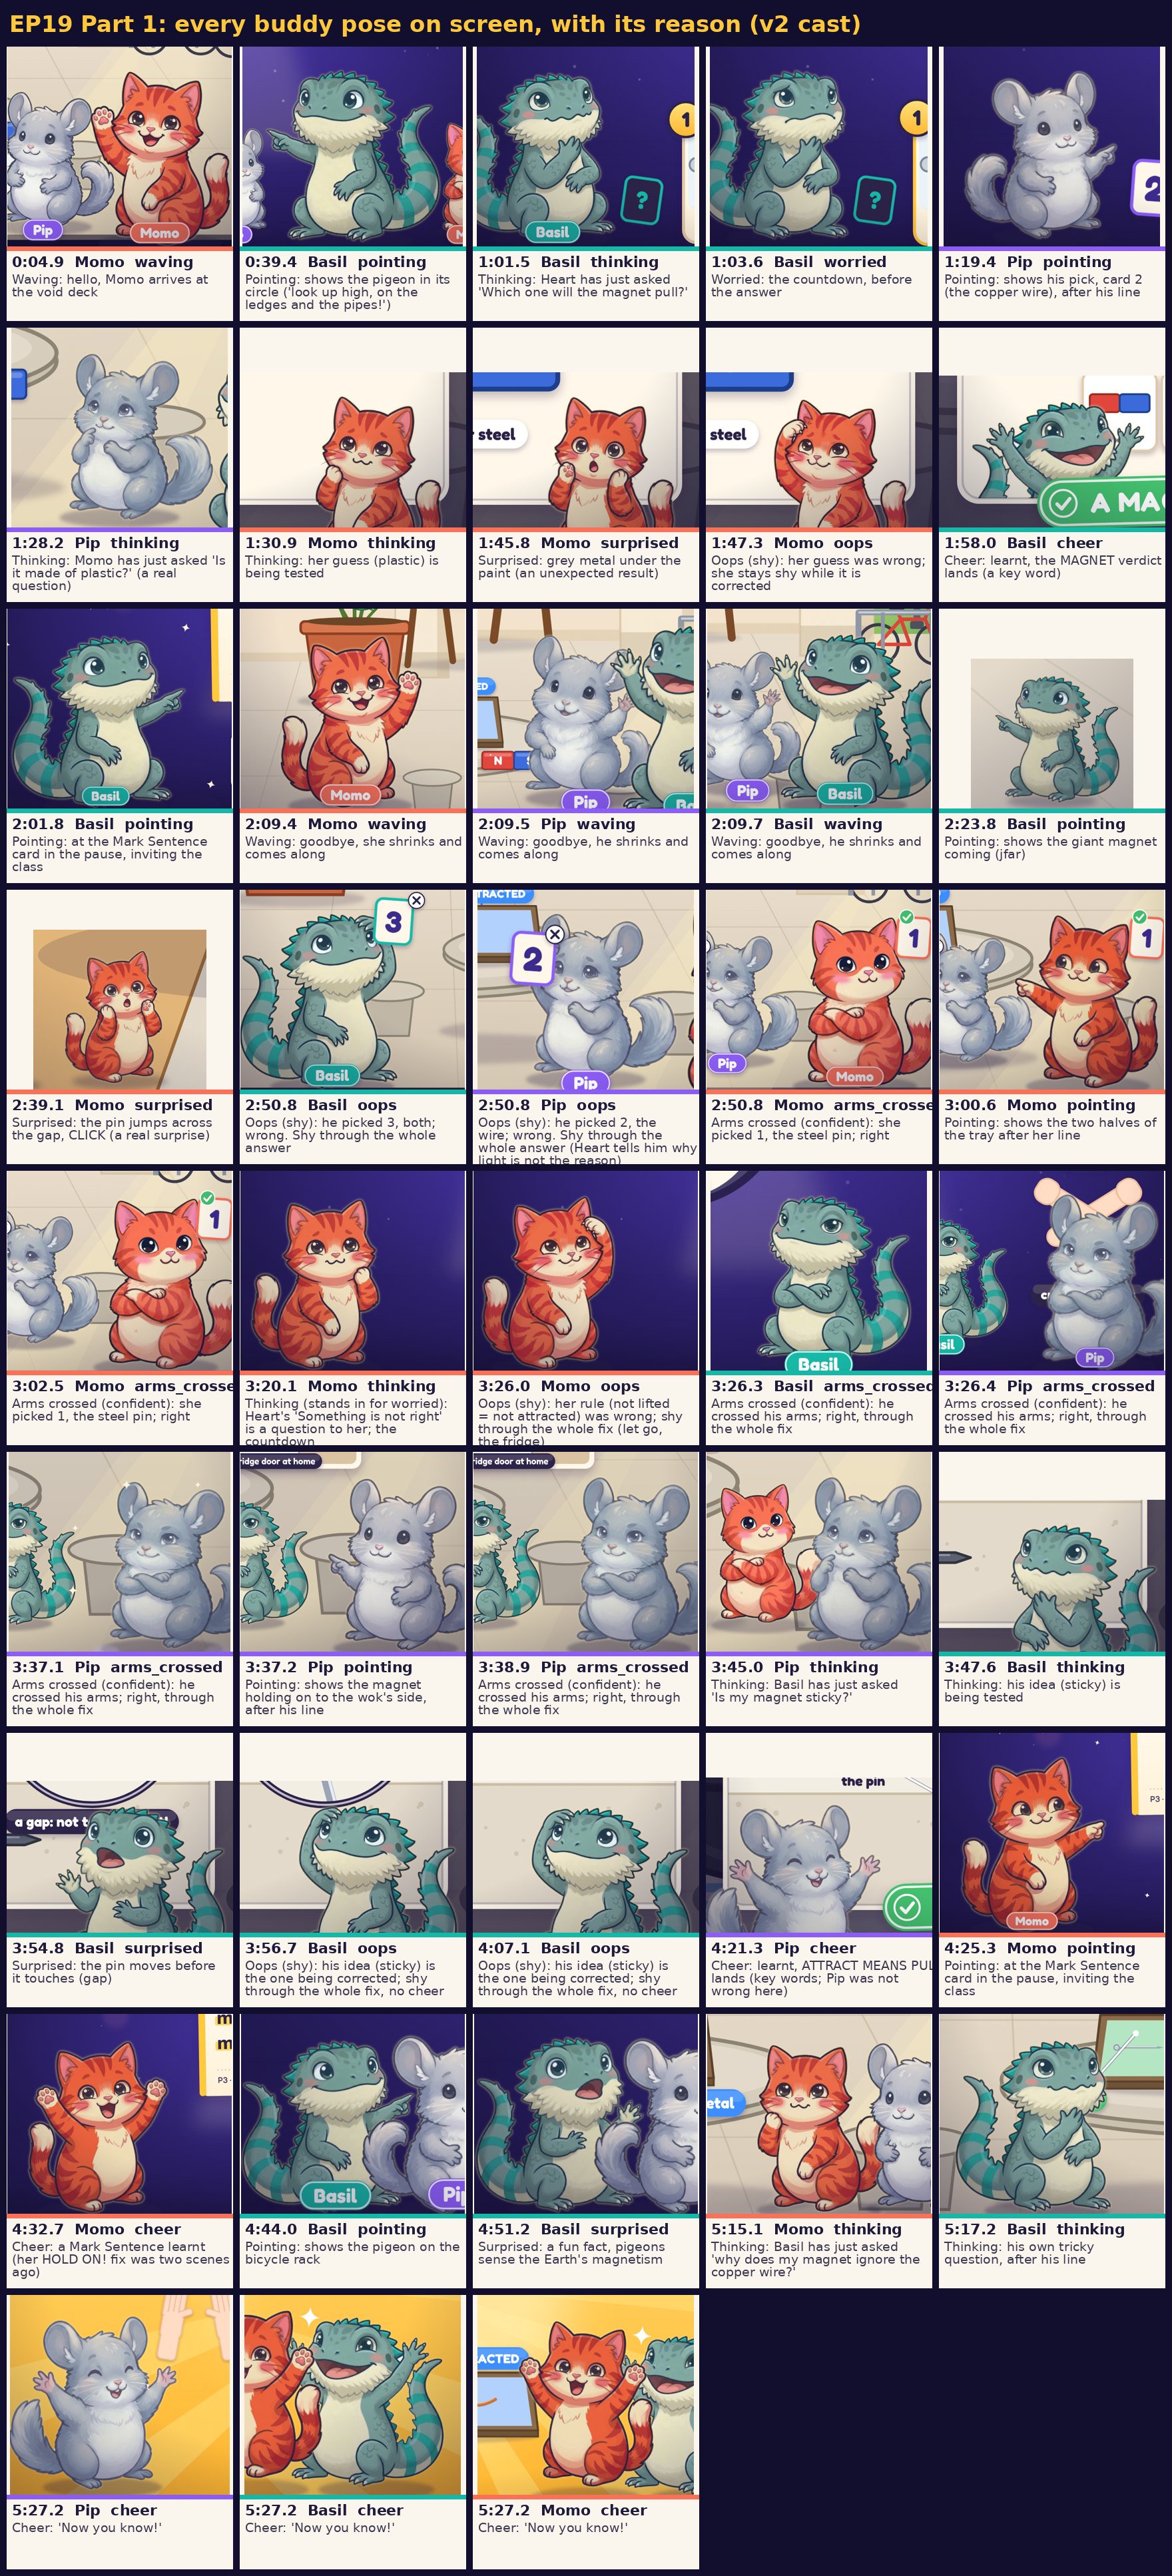 EP19 Part 1: every buddy pose on screen, with its reason (v2 cast)
Pip
Momo
0:04.9 Momo waving
Waving: hello, Momo arrives at
the void deck
0:39.4 Basil pointing
Pointing: shows the pigeon in its
circle ('look up high, on the
ledges and the pipes!')
1
?
Basil
1:01.5 Basil thinking
Thinking: Heart has just asked
'Which one will the magnet pull?'
1
?
1:03.6 Basil worried
Worried: the countdown, before
the answer
2
1:19.4 Pip pointing
Pointing: shows his pick, card 2
(the copper wire), after his line
1:28.2 Pip thinking
Thinking: Momo has just asked 'Is
it made of plastic?' (a real
question)
1:30.9 Momo thinking
Thinking: her guess (plastic) is
being tested
steel
1:45.8 Momo surprised
Surprised: grey metal under the
paint (an unexpected result)
steel
1:47.3 Momo oops
Oops (shy): her guess was wrong;
she stays shy while it is
corrected
A MAG
1:58.0 Basil cheer
Cheer: learnt, the MAGNET verdict
lands (a key word)
Basil
2:01.8 Basil pointing
Pointing: at the Mark Sentence
card in the pause, inviting the
class
Momo
2:09.4 Momo waving
Waving: goodbye, she shrinks and
comes along
ED
N S
Pip
Ba
2:09.5 Pip waving
Waving: goodbye, he shrinks and
comes along
Pip
Basil
2:09.7 Basil waving
Waving: goodbye, he shrinks and
comes along
2:23.8 Basil pointing
Pointing: shows the giant magnet
coming (jfar)
2:39.1 Momo surprised
Surprised: the pin jumps across
the gap, CLICK (a real surprise)
3
Basil
2:50.8 Basil oops
Oops (shy): he picked 3, both;
wrong. Shy through the whole
answer
TRACTED
2
Pip
2:50.8 Pip oops
Oops (shy): he picked 2, the
wire; wrong. Shy through the
whole answer (Heart tells him why
light is not the reason)
1
Pip
Momo
2:50.8 Momo arms_crosse
Arms crossed (confident): she
picked 1, the steel pin; right
1
3:00.6 Momo pointing
Pointing: shows the two halves of
the tray after her line
1
3:02.5 Momo arms_crosse
Arms crossed (confident): she
picked 1, the steel pin; right
3:20.1 Momo thinking
Thinking (stands in for worried):
Heart's 'Something is not right'
is a question to her; the
countdown
3:26.0 Momo oops
Oops (shy): her rule (not lifted
= not attracted) was wrong; shy
through the whole fix (let go,
the fridge)
Basil
3:26.3 Basil arms_crossed
Arms crossed (confident): he
crossed his arms; right, through
the whole fix
sil
Pip
3:26.4 Pip arms_crossed
Arms crossed (confident): he
crossed his arms; right, through
the whole fix
3:37.1 Pip arms_crossed
Arms crossed (confident): he
crossed his arms; right, through
the whole fix
ridge door at home
3:37.2 Pip pointing
Pointing: shows the magnet
holding on to the wok's side,
after his line
ridge door at home
3:38.9 Pip arms_crossed
Arms crossed (confident): he
crossed his arms; right, through
the whole fix
3:45.0 Pip thinking
Thinking: Basil has just asked
'Is my magnet sticky?'
3:47.6 Basil thinking
Thinking: his idea (sticky) is
being tested
a gap: not t
3:54.8 Basil surprised
Surprised: the pin moves before
it touches (gap)
3:56.7 Basil oops
Oops (shy): his idea (sticky) is
the one being corrected; shy
through the whole fix, no cheer
4:07.1 Basil oops
Oops (shy): his idea (sticky) is
the one being corrected; shy
through the whole fix, no cheer
the pin
4:21.3 Pip cheer
Cheer: learnt, ATTRACT MEANS PUL
lands (key words; Pip was not
wrong here)
P3
Momo
4:25.3 Momo pointing
Pointing: at the Mark Sentence
card in the pause, inviting the
class
m
m
P3
4:32.7 Momo cheer
Cheer: a Mark Sentence learnt
(her HOLD ON! fix was two scenes
ago)
Basil
Pi
4:44.0 Basil pointing
Pointing: shows the pigeon on the
bicycle rack
4:51.2 Basil surprised
Surprised: a fun fact, pigeons
sense the Earth's magnetism
etal
5:15.1 Momo thinking
Thinking: Basil has just asked
'why does my magnet ignore the
copper wire?'
5:17.2 Basil thinking
Thinking: his own tricky
question, after his line
5:27.2 Pip cheer
Cheer: 'Now you know!'
5:27.2 Basil cheer
Cheer: 'Now you know!'
ACTED
5:27.2 Momo cheer
Cheer: 'Now you know!'